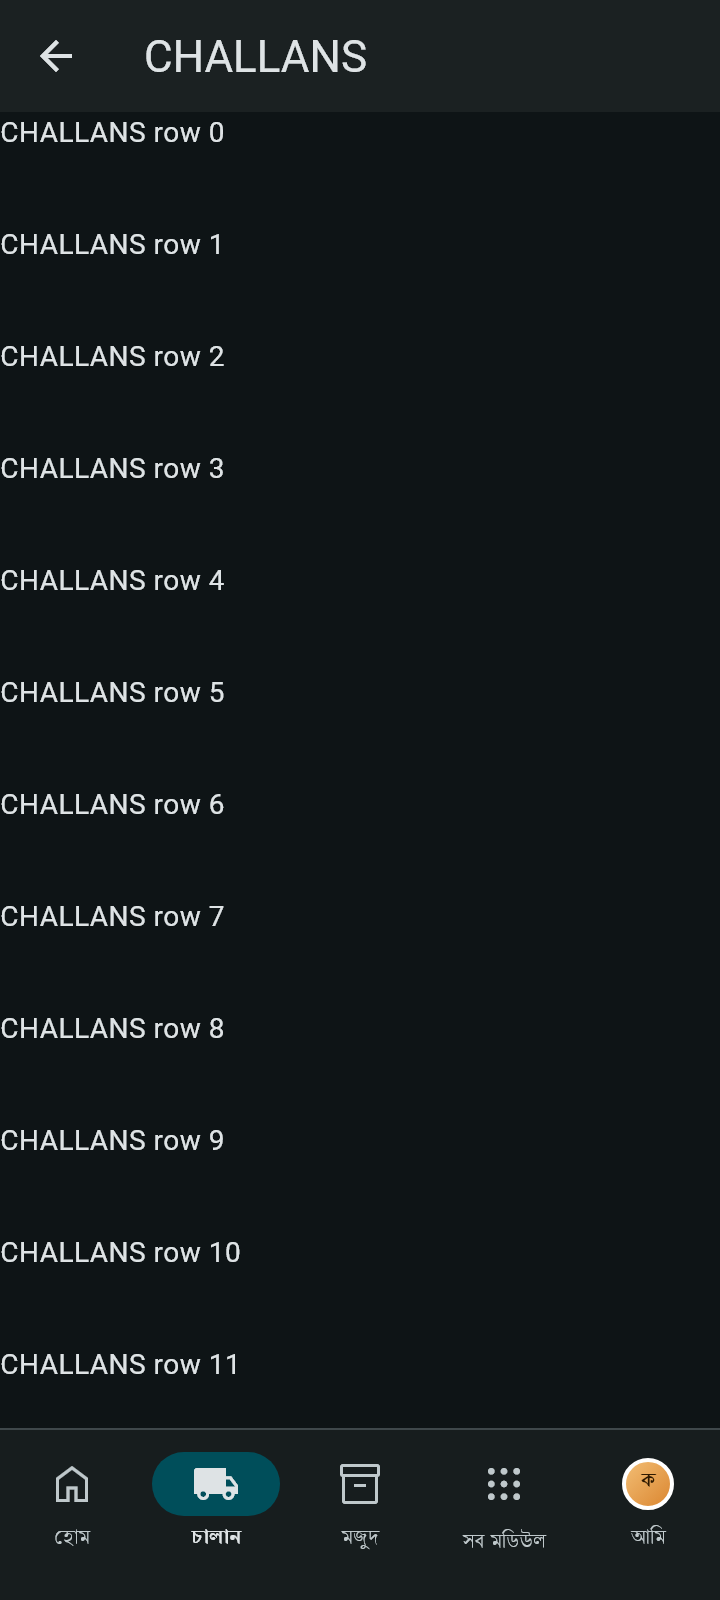 CHALLANS
CHALLANS row 0
CHALLANS row 1
CHALLANS row 2
CHALLANS row 3
CHALLANS row 4
CHALLANS row 5
CHALLANS row 6
CHALLANS row 7
CHALLANS row 8
CHALLANS row 9
CHALLANS row 10
CHALLANS row 11
ক
হোম চালান মজুদ সব মডিউল আমি